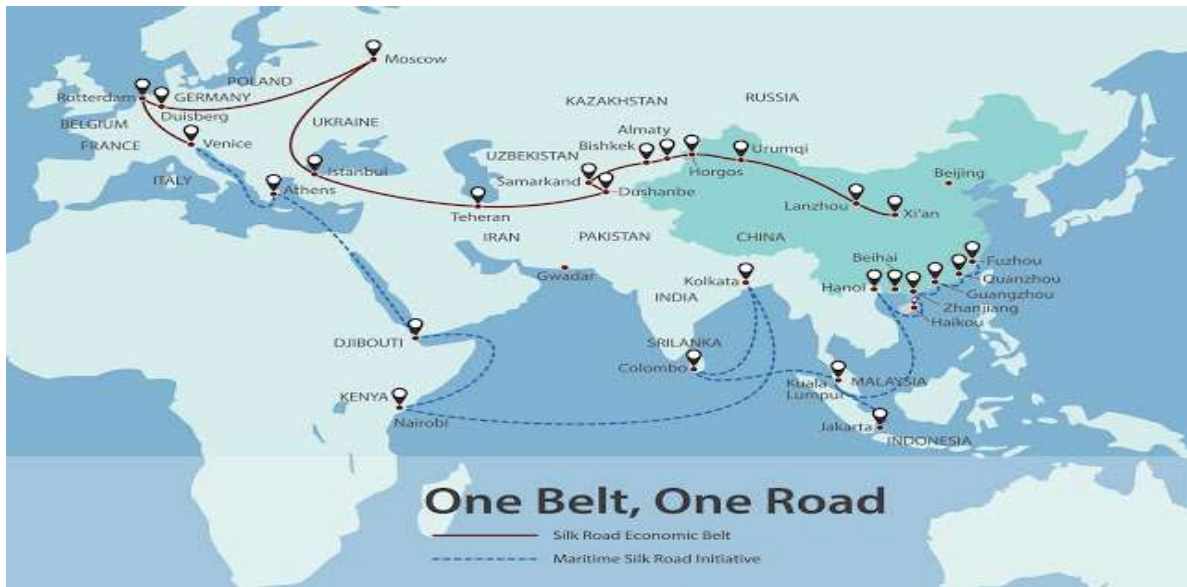 Moscow
POLAND
Rotterdam
GERMANY
Duisberg
BELGIUM
FRANCE
Venice
UKRAINE
ITALY
Istanbul
Athens
KAZAKHSTAN
RUSSIA
Almaty
Bishkek
UZBEKISTAN
Samarkand
Horgos
Urumqi
Dushanbe
Beijing
Teheran
Lanzhou
Xi'an
IRAN
PAKISTAN
CHINA
Gwadar
Kolkata
INDIA
Beihai
Hanoi
Fuzhou
Quanzhou
Guangzhou
Zhanjiang
Haikou
DJIBOUTI
SRILANKA
Colombo
KENYA
Nairobi
Kuala
Lumpur
MALAYSIA
Jakarta
INDONESIA
One Belt, One Road
Silk Road Economic Belt
Maritime Silk Road Initiative